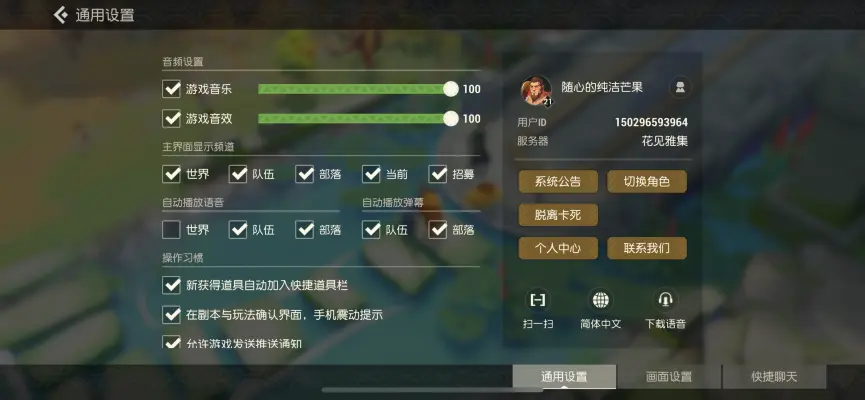 通用设置
音频设置
游戏音乐 100
游戏音效 100
主界面显示频道
世界 队伍 部落 当前 招募
自动播放语音 自动播放弹幕
世界 队伍 部落 队伍 部落
操作习惯
新获得道具自动加入快捷道具栏
在副本与玩法确认界面，手机震动提示
允许游戏发送推送通知
21
随心的纯洁芒果
用户ID 150296593964
服务器 花见雅集
系统公告 切换角色
脱离卡死
个人中心 联系我们
扫一扫 简体中文 下载语音
通用设置 画面设置 快捷聊天